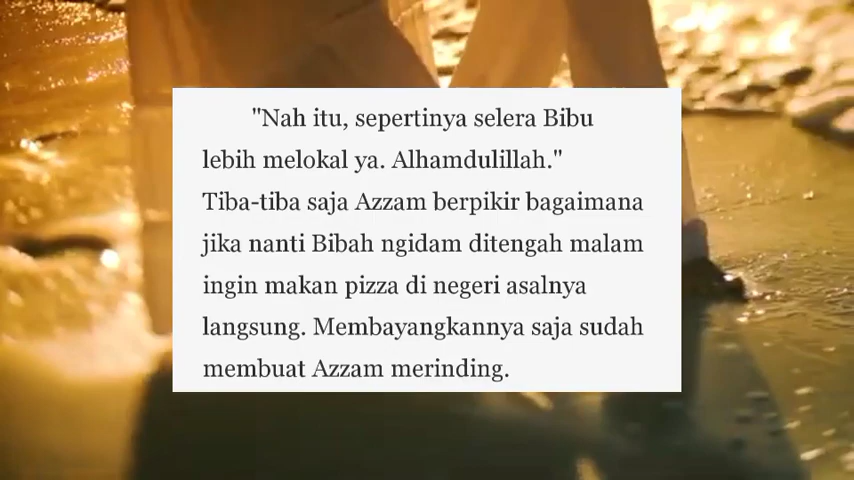 "Nah itu, sepertinya selera Bibu
lebih melokal ya. Alhamdulillah."
Tiba-tiba saja Azzam berpikir bagaimana
jika nanti Bibah ngidam ditengah malam
ingin makan pizza di negeri asalnya
langsung. Membayangkannya saja sudah
membuat Azzam merinding.